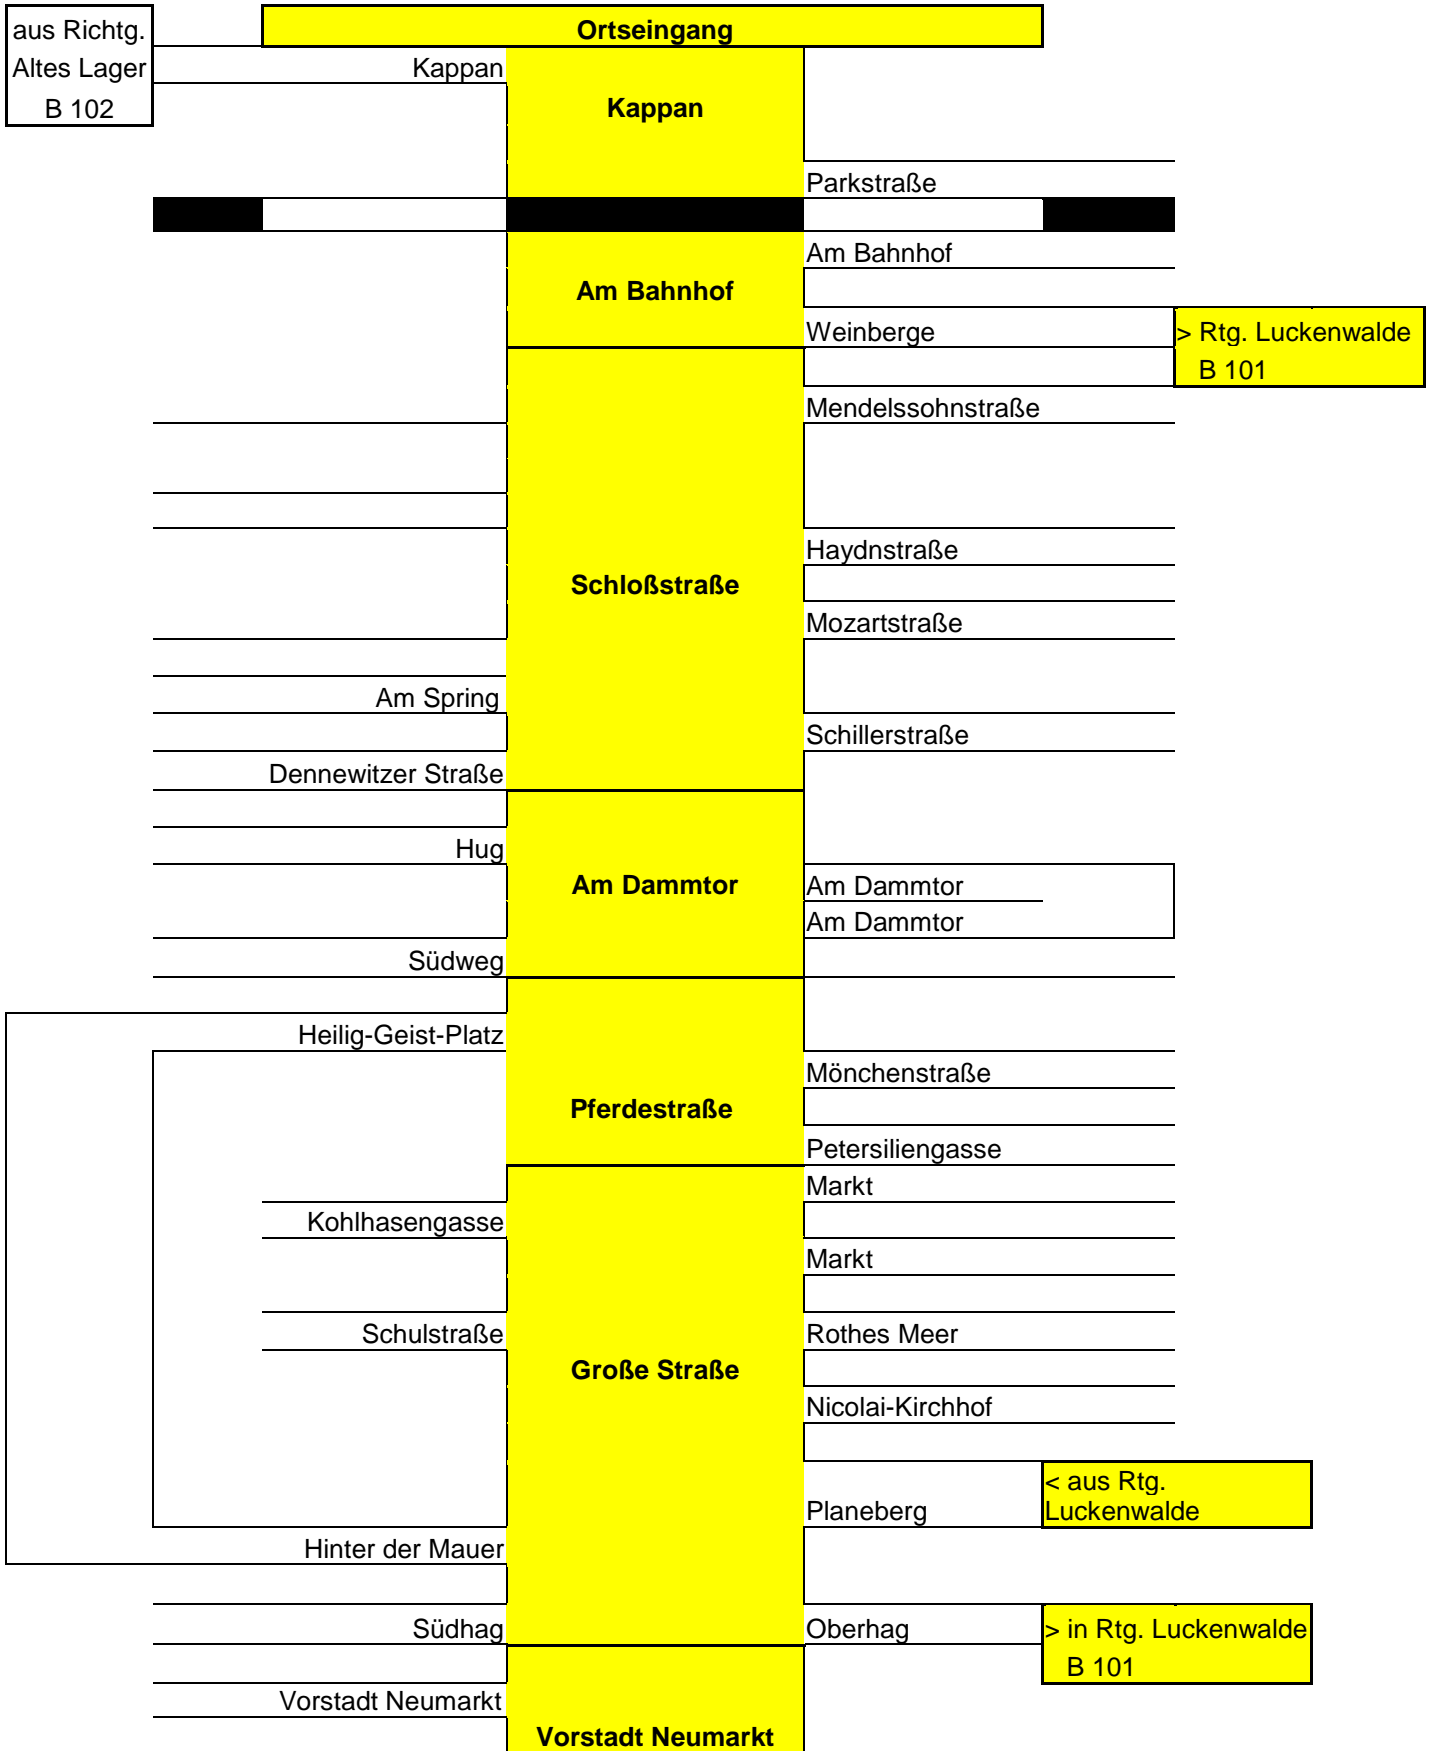 aus Richtg.
Altes Lager
B 102
Ortseingang
Kappan
Kappan
Parkstraße
Am Bahnhof
Am Bahnhof
Weinberge
> Rtg. Luckenwalde
B 101
Mendelssohnstraße
Haydnstraße
Schloßstraße
Mozartstraße
Am Spring
Schillerstraße
Dennewitzer Straße
Hug
Am Dammtor
Am Dammtor
Am Dammtor
Südweg
Heilig-Geist-Platz
Mönchenstraße
Pferdestraße
Petersiliengasse
Markt
Kohlhasengasse
Markt
Schulstraße
Rothes Meer
Große Straße
Nicolai-Kirchhof
< aus Rtg.
Luckenwalde
Planeberg
Hinter der Mauer
Südhag
Oberhag
> in Rtg. Luckenwalde
B 101
Vorstadt Neumarkt
Vorstadt Neumarkt